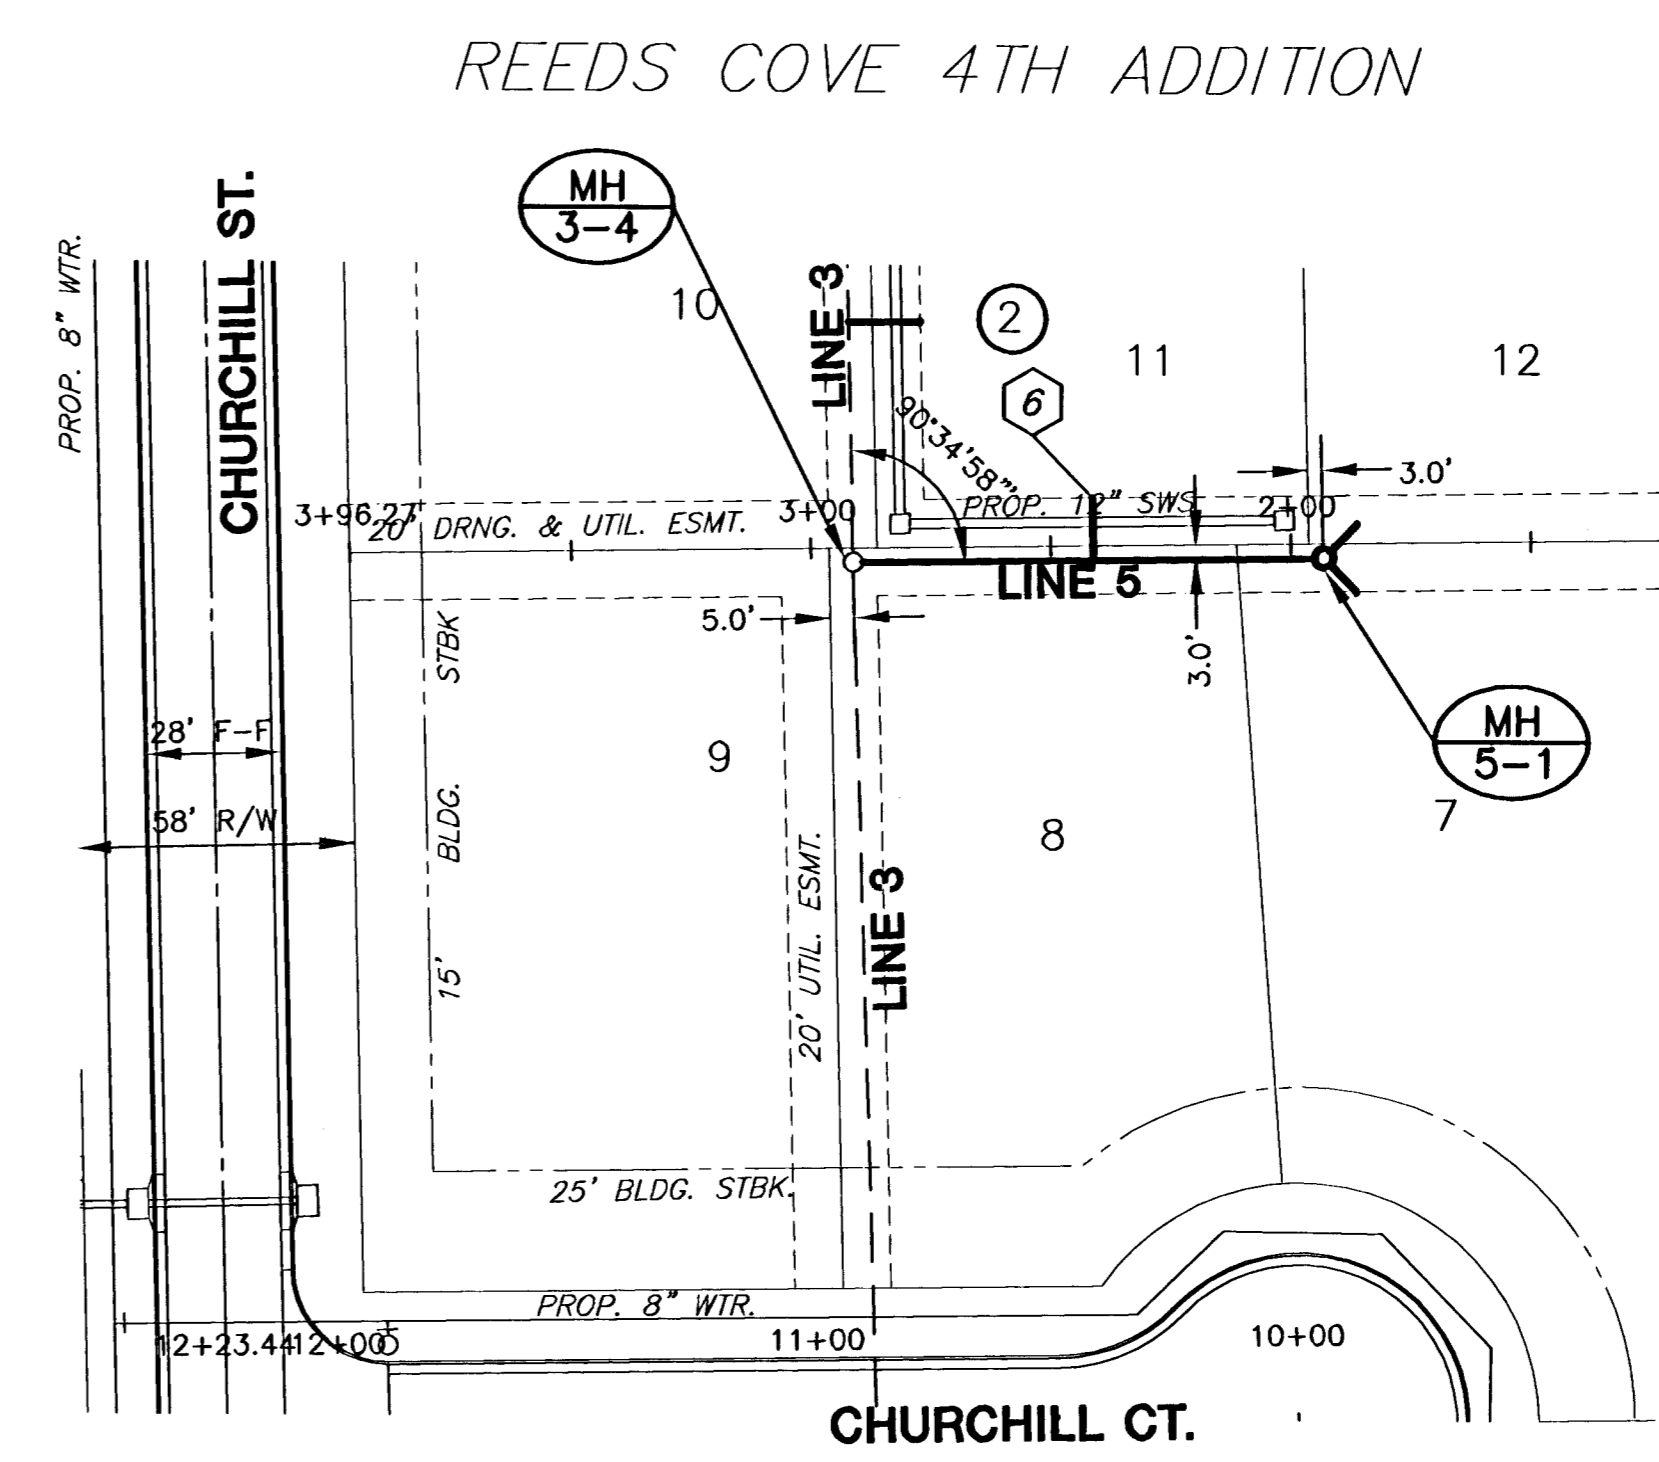 REEDS COVE 4TH ADDITION
MH
3-4
CHURCHILL ST.
PROP. 8" WTR.
LINE 3
10
2
11
12
6
90°34'58"
3.0'
3+96.27
20' DRNG. & UTIL. ESMT.
3+00
PROP. 12" SWS
2+00
LINE 5
5.0'
3.0'
15' BLDG. STBK
28' F-F
58' R/W
9
8
MH
5-1
7
20' UTIL. ESMT.
LINE 3
25' BLDG. STBK.
PROP. 8" WTR.
12+23.44
12+00
11+00
10+00
CHURCHILL CT.